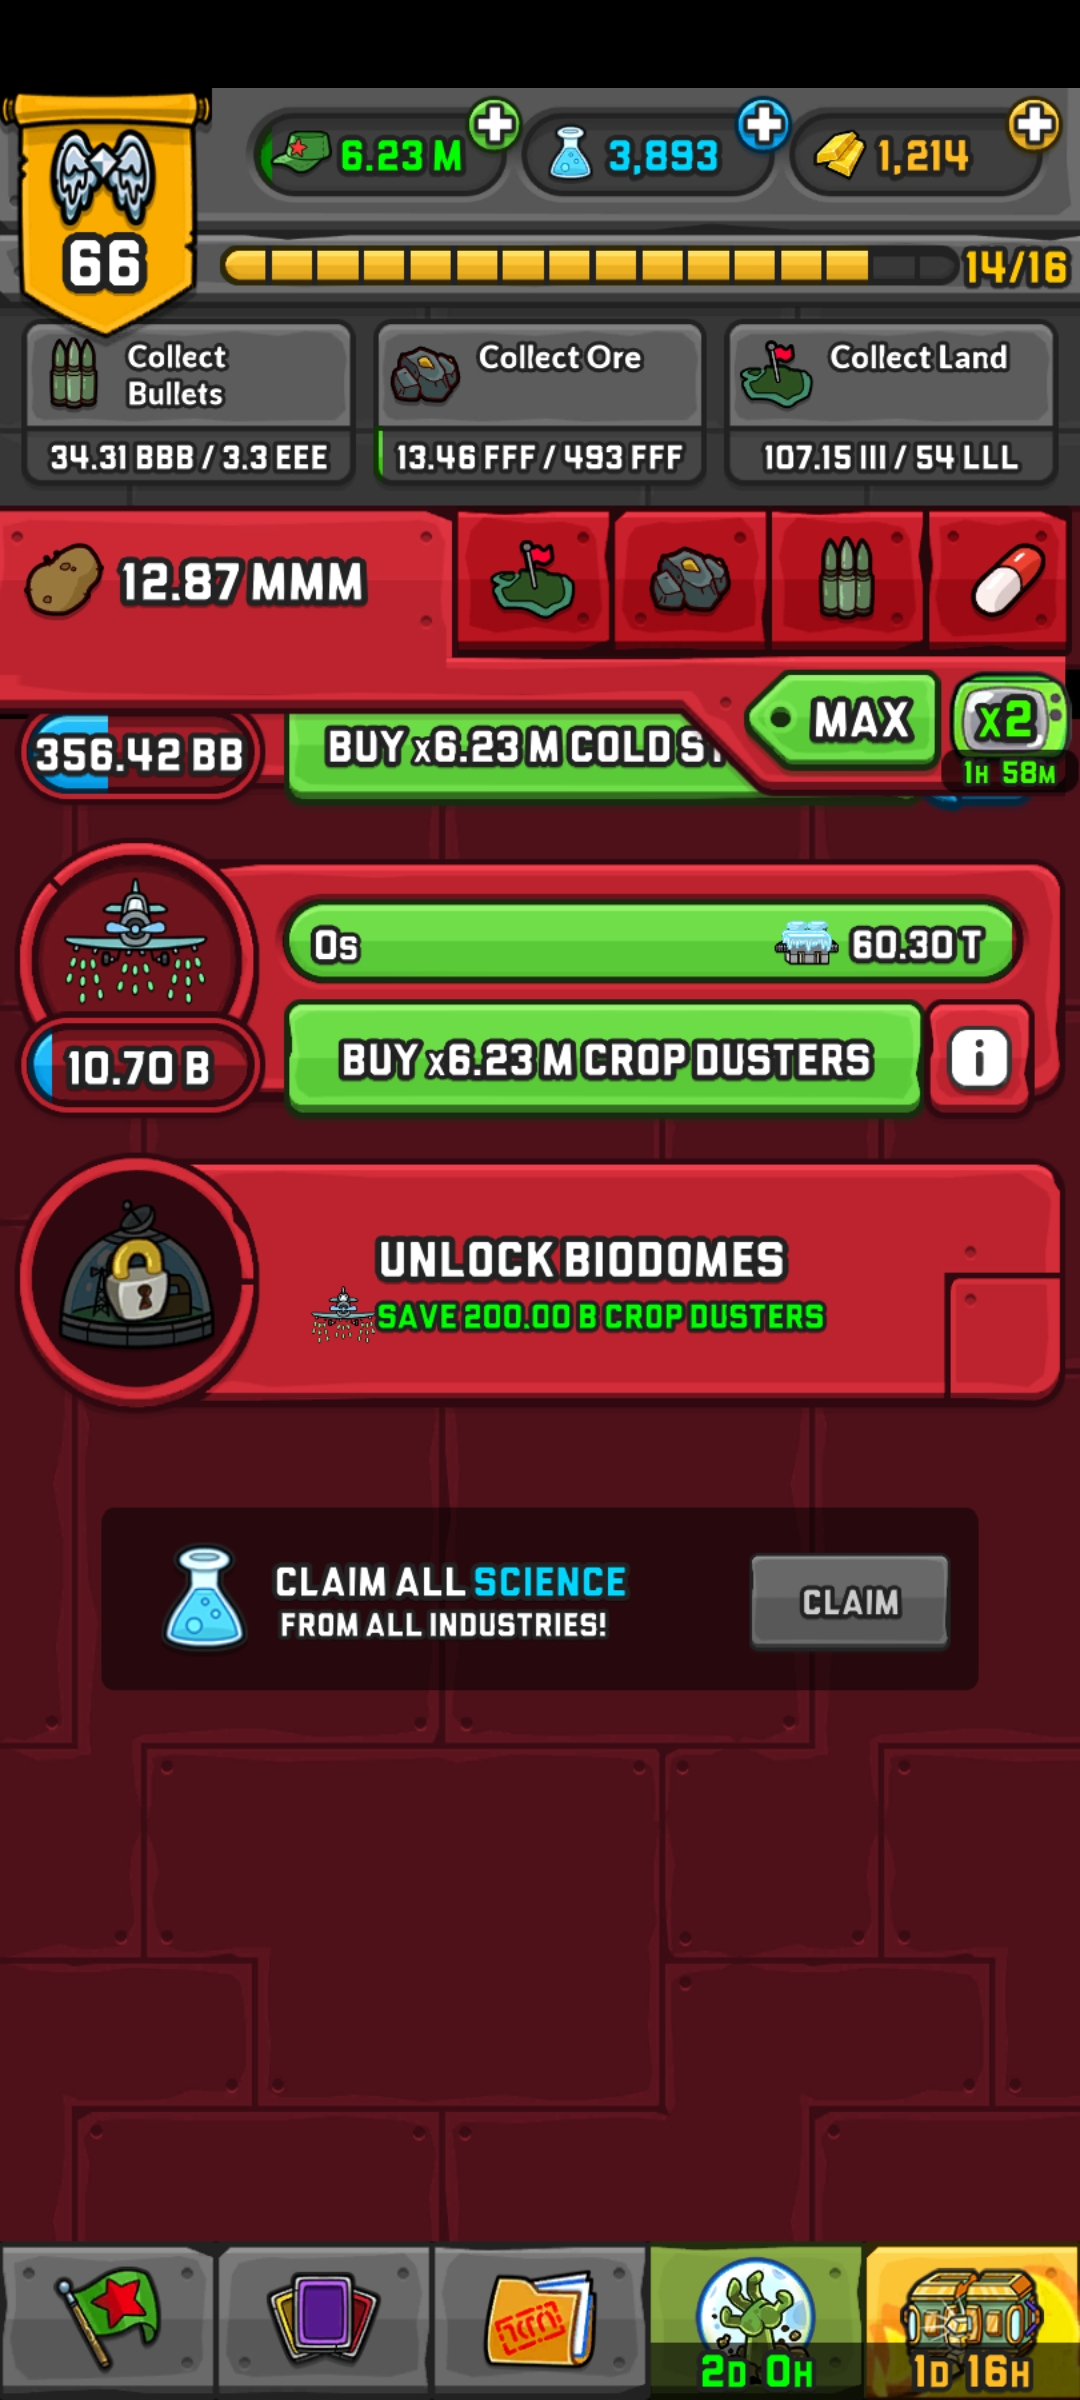 6.23 M
3,893
1,214
66
14/16
Collect
Bullets
34.31 BBB / 3.3 EEE
Collect Ore
13.46 FFF / 493 FFF
Collect Land
107.15 III / 54 LLL
12.87 MMM
MAX
x2
1H 58M
356.42 BB
BUY x6.23 M COLD
0s
60.30 T
10.70 B
BUY x6.23 M CROP DUSTERS
i
UNLOCK BIODOMES
SAVE 200.00 B CROP DUSTERS
CLAIM ALL SCIENCE
FROM ALL INDUSTRIES!
CLAIM
2D 0H
1D 16H